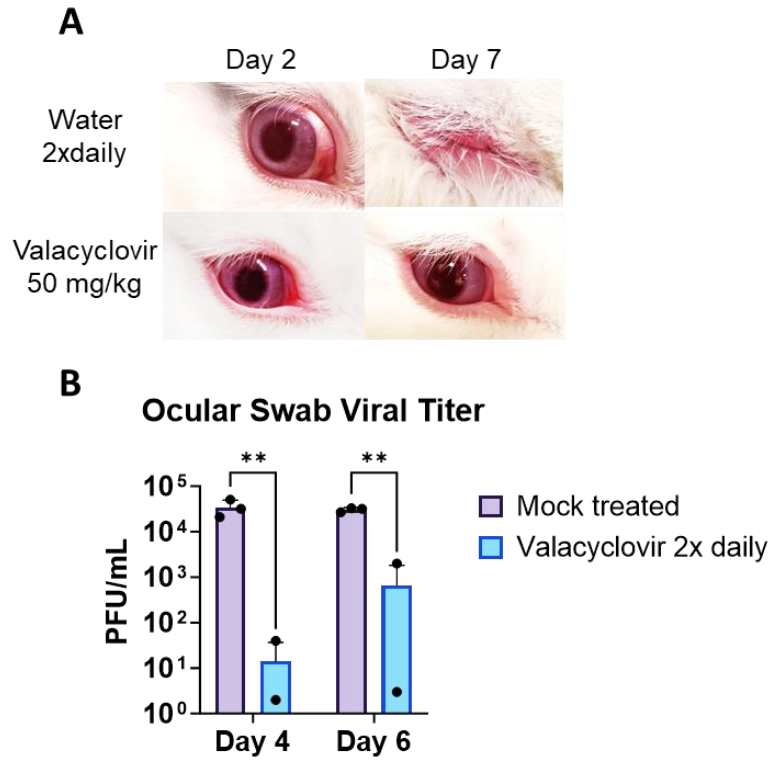 A
Day 2
Day 7
Water
2xdaily
Valacyclovir
50 mg/kg
B
Ocular Swab Viral Titer
**
**
10⁵
10⁴
10³
10²
10¹
10⁰
PFU/mL
Day 4
Day 6
Mock treated
Valacyclovir 2x daily